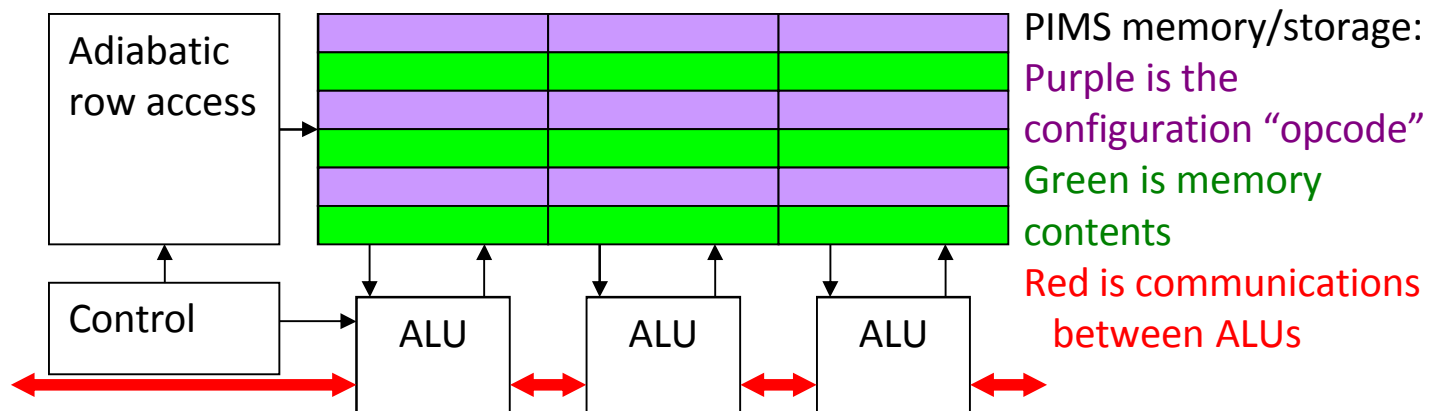 Adiabatic
row access
Control
ALU
ALU
ALU
PIMS memory/storage:
Purple is the
configuration “opcode”
Green is memory
contents
Red is communications
between ALUs